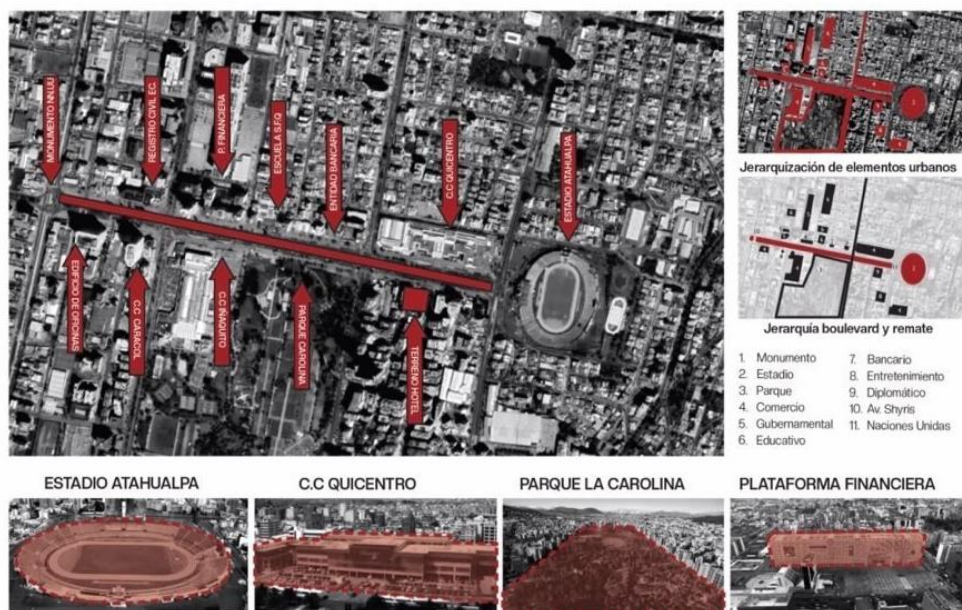 MONUMENTO NN.UU
REGISTRO CIVIL EC.
P. FINANCIERA
ESCUELA S.F.Q
ENTIDAD BANCARIA
C.C QUICENTRO
ESTADIO ATAHUALPA
EDIFICIO DE OFICINAS
C.C CARACOL
C.C IÑAQUITO
PARQUE CAROLINA
TERRENO HOTEL
Jerarquización de elementos urbanos
Jerarquía boulevard y remate
1. Monumento
2. Estadio
3. Parque
4. Comercio
5. Gubernamental
6. Educativo
7. Bancario
8. Entretenimiento
9. Diplomático
10. Av. Shyris
11. Naciones Unidas
ESTADIO ATAHUALPA
C.C QUICENTRO
PARQUE LA CAROLINA
PLATAFORMA FINANCIERA